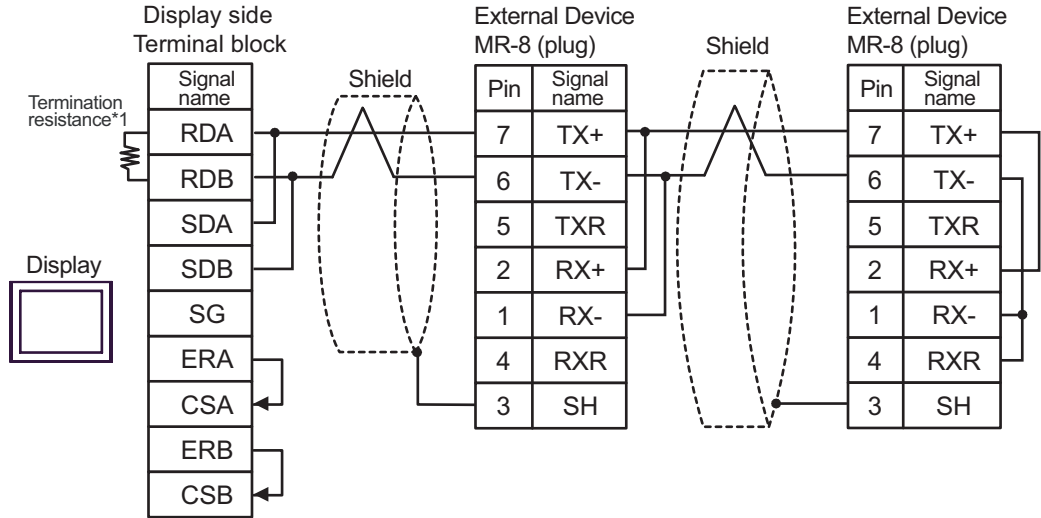 Display side
Terminal block
Signal name
RDA
RDB
SDA
SDB
SG
ERA
CSA
ERB
CSB
Termination
resistance*1
Display
Shield
External Device
MR-8 (plug)
Pin Signal name
7 TX+
6 TX-
5 TXR
2 RX+
1 RX-
4 RXR
3 SH
Shield
External Device
MR-8 (plug)
Pin Signal name
7 TX+
6 TX-
5 TXR
2 RX+
1 RX-
4 RXR
3 SH